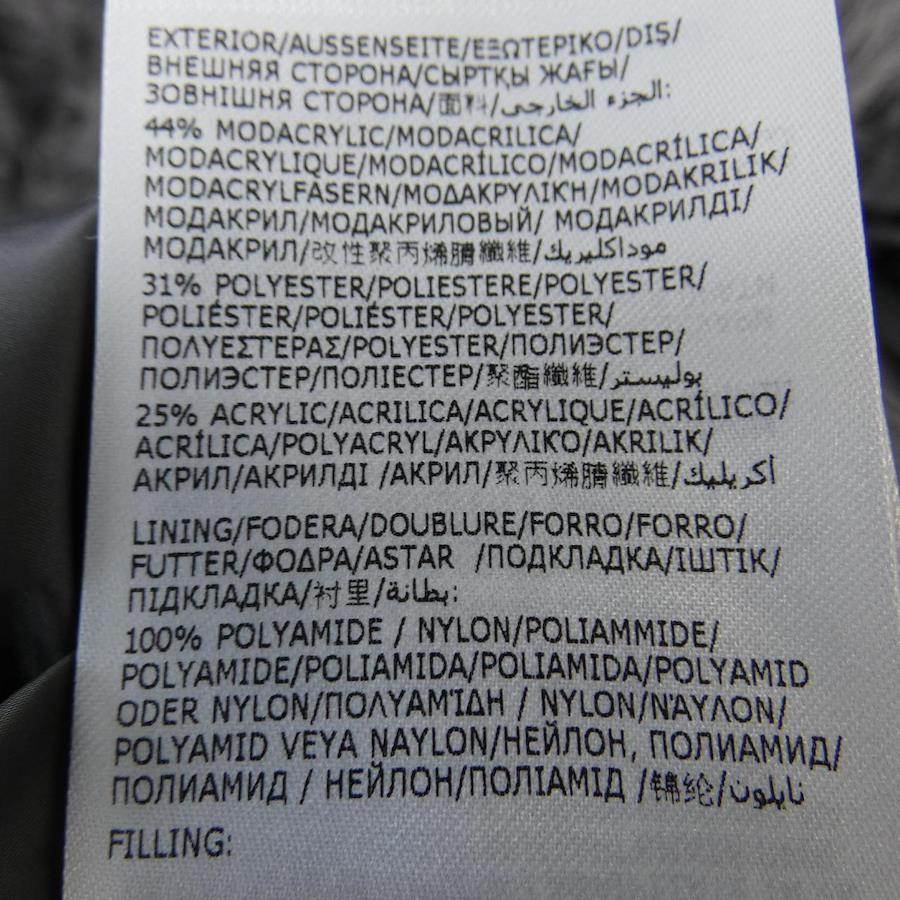 EXTERIOR/AUSSENSEITE/ΕΞΩΤΕΡΙΚΟ/DIŞ/
ВНЕШНЯЯ СТОРОНА/СЫРТҚЫ ЖАҒЫ/
ЗОВНІШНЯ СТОРОНА/面料/الجزء الخارجى:
44% MODACRYLIC/MODACRILICA/
MODACRYLIQUE/MODACRÍLICO/MODACRÍLICA/
MODACRYLFASERN/ΜΟΔΑΚΡΥΛΙΚΉ/MODAKRILIK/
МОДАКРИЛ/МОДАКРИЛОВЫЙ/ МОДАКРИЛДІ/
МОДАКРИЛ/改性聚丙烯腈纖維/موداكليريك
31% POLYESTER/POLIESTERE/POLYESTER/
POLIÉSTER/POLIÉSTER/POLYESTER/
ΠΟΛΥΕΣΤΕΡΑΣ/POLYESTER/ПОЛИЭСТЕР/
ПОЛИЭСТЕР/ПОЛІЕСТЕР/聚酯纖維/بوليستر
25% ACRYLIC/ACRILICA/ACRYLIQUE/ACRÍLICO/
ACRÍLICA/POLYACRYL/ΑΚΡΥΛΙΚΌ/AKRILIK/
АКРИЛ/АКРИЛДІ /АКРИЛ/聚丙烯腈纖維/أكريليك
LINING/FODERA/DOUBLURE/FORRO/FORRO/
FUTTER/ΦΟΔΡΑ/ASTAR /ПОДКЛАДКА/ІШТІК/
ПІДКЛАДКА/衬里/بطانة:
100% POLYAMIDE / NYLON/POLIAMMIDE/
POLYAMIDE/POLIAMIDA/POLIAMIDA/POLYAMID
ODER NYLON/ΠΟΛΥΑΜΊΔΗ / NYLON/ΝΆΥΛΟΝ/
POLYAMID VEYA NAYLON/НЕЙЛОН, ПОЛИАМИД/
ПОЛИАМИД / НЕЙЛОН/ПОЛІАМІД /锦纶/نايلون
FILLING: